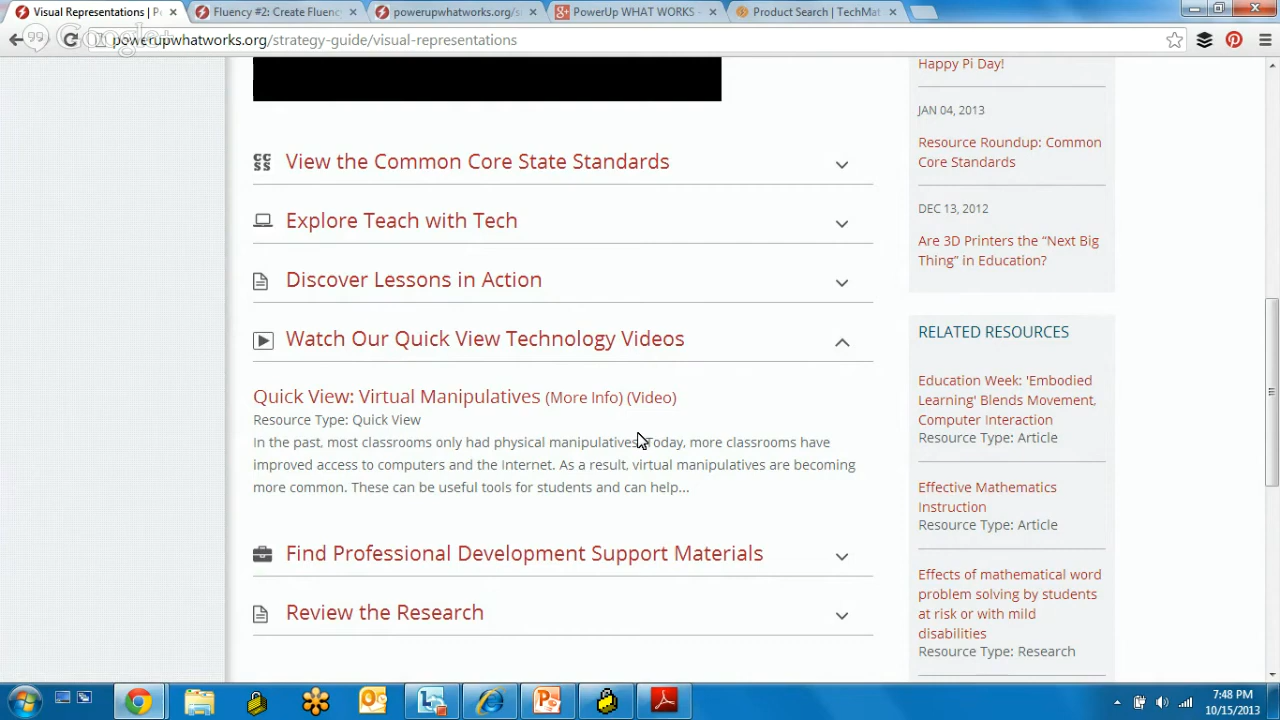 Visual Representations | P
Fluency #2: Create Fluenc
powerupwhatworks.org/s
PowerUp WHAT WORKS -
Product Search | TechMat
Google+
powerupwhatworks.org/strategy-guide/visual-representations
View the Common Core State Standards
Explore Teach with Tech
Discover Lessons in Action
Watch Our Quick View Technology Videos
Quick View: Virtual Manipulatives (More Info) (Video)
Resource Type: Quick View
In the past, most classrooms only had physical manipulatives. Today, more classrooms have
improved access to computers and the Internet. As a result, virtual manipulatives are becoming
more common. These can be useful tools for students and can help...
Find Professional Development Support Materials
Review the Research
Happy Pi Day!
JAN 04, 2013
Resource Roundup: Common
Core Standards
DEC 13, 2012
Are 3D Printers the “Next Big
Thing” in Education?
RELATED RESOURCES
Education Week: 'Embodied
Learning' Blends Movement,
Computer Interaction
Resource Type: Article
Effective Mathematics
Instruction
Resource Type: Article
Effects of mathematical word
problem solving by students
at risk or with mild
disabilities
Resource Type: Research
7:48 PM
10/15/2013